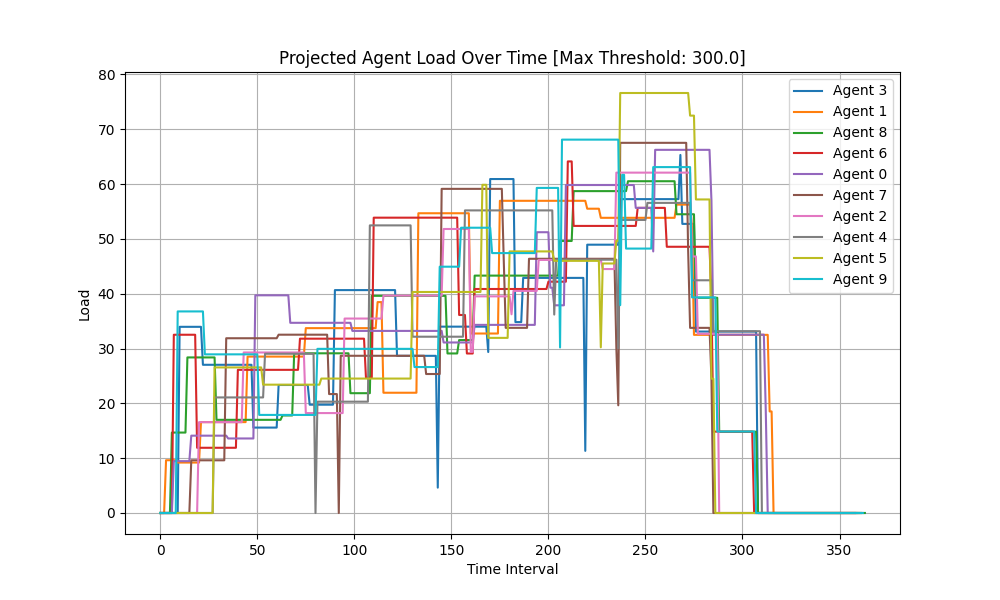 Projected Agent Load Over Time [Max Threshold: 300.0]
80
70
60
50
40
30
20
10
0
Load
0
50
100
150
200
250
300
350
Time Interval
Agent 3
Agent 1
Agent 8
Agent 6
Agent 0
Agent 7
Agent 2
Agent 4
Agent 5
Agent 9